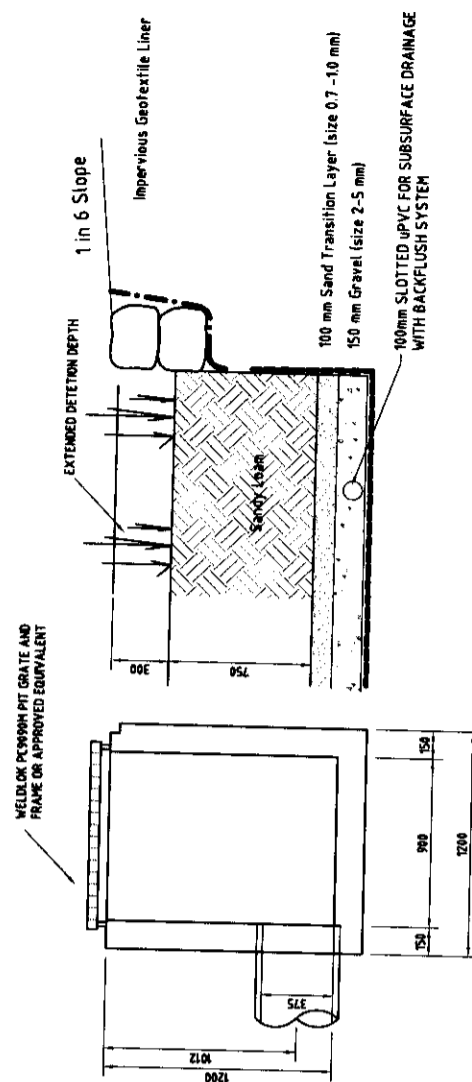 WELDLOK PC9090H PIT GRATE AND
FRAME OR APPROVED EQUIVALENT
1200
1012
375
150
900
150
1200
EXTENDED DETETION DEPTH
1 in 6 Slope
Impervious Geotextile Liner
300
750
Sandy Loam
100 mm Sand Transition Layer (size 0.7 -1.0 mm)
150 mm Gravel (size 2-5 mm)
100mm SLOTTED uPVC FOR SUBSURFACE DRAINAGE
WITH BACKFLUSH SYSTEM